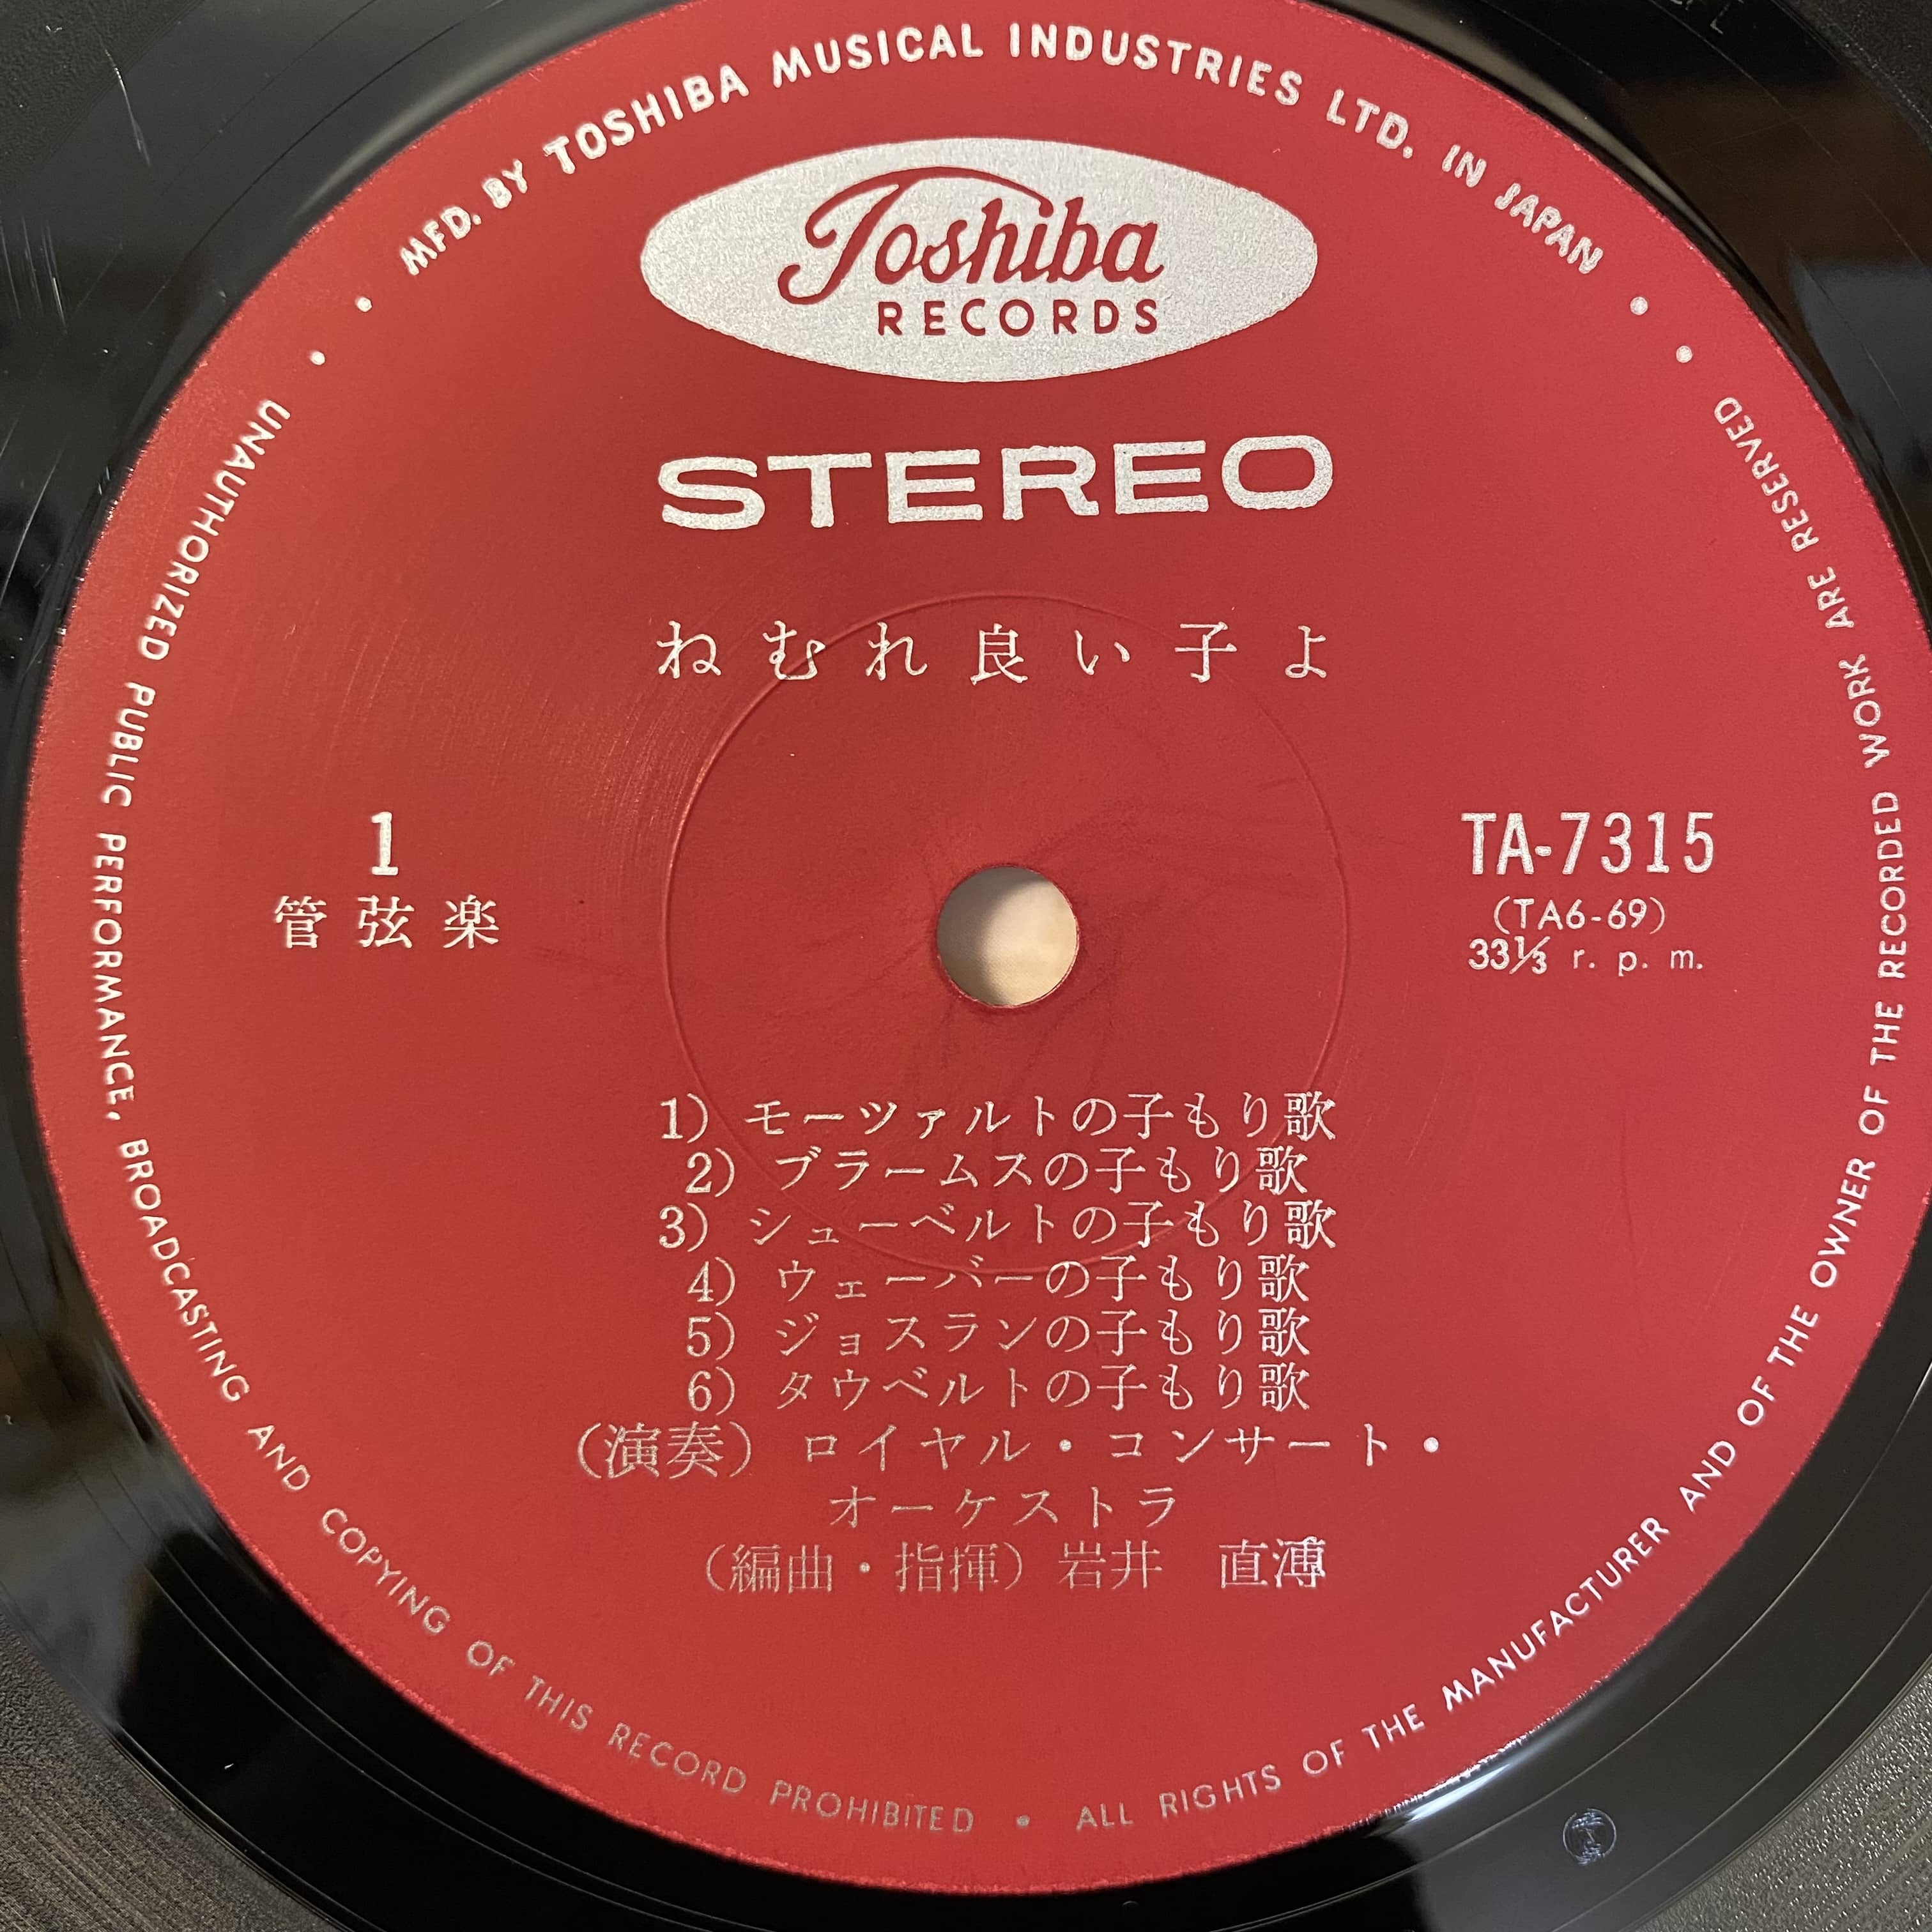 MFD. BY TOSHIBA MUSICAL INDUSTRIES LTD. IN JAPAN
Toshiba
RECORDS
STEREO
ねむれ良い子よ
1
管弦楽
TA-7315
(TA6-69)
33⅓ r. p. m.
1) モーツァルトの子もり歌
2) ブラームスの子もり歌
3) シューベルトの子もり歌
4) ウェーバーの子もり歌
5) ジョスランの子もり歌
6) タウベルトの子もり歌
(演奏) ロイヤル・コンサート・
オーケストラ
(編曲・指揮) 岩井 直溥
UNAUTHORIZED PUBLIC PERFORMANCE, BROADCASTING AND COPYING OF THIS RECORD PROHIBITED • ALL RIGHTS OF THE MANUFACTURER AND OF THE OWNER OF THE RECORDED WORK ARE RESERVED